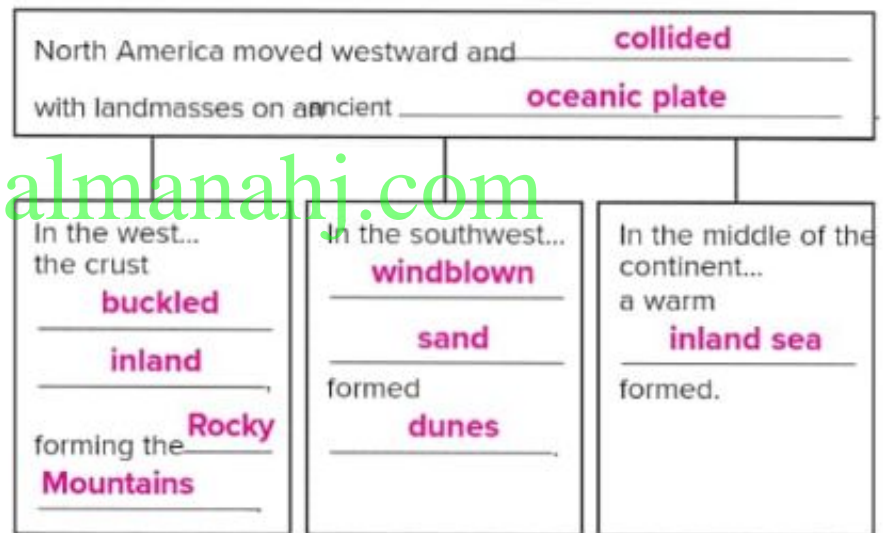 North America moved westward and collided
with landmasses on an ancient oceanic plate.
almanahj.com
In the west...
the crust
buckled
inland,
forming the Rocky
Mountains.
In the southwest...
windblown
sand
formed
dunes.
In the middle of the
continent...
a warm
inland sea
formed.